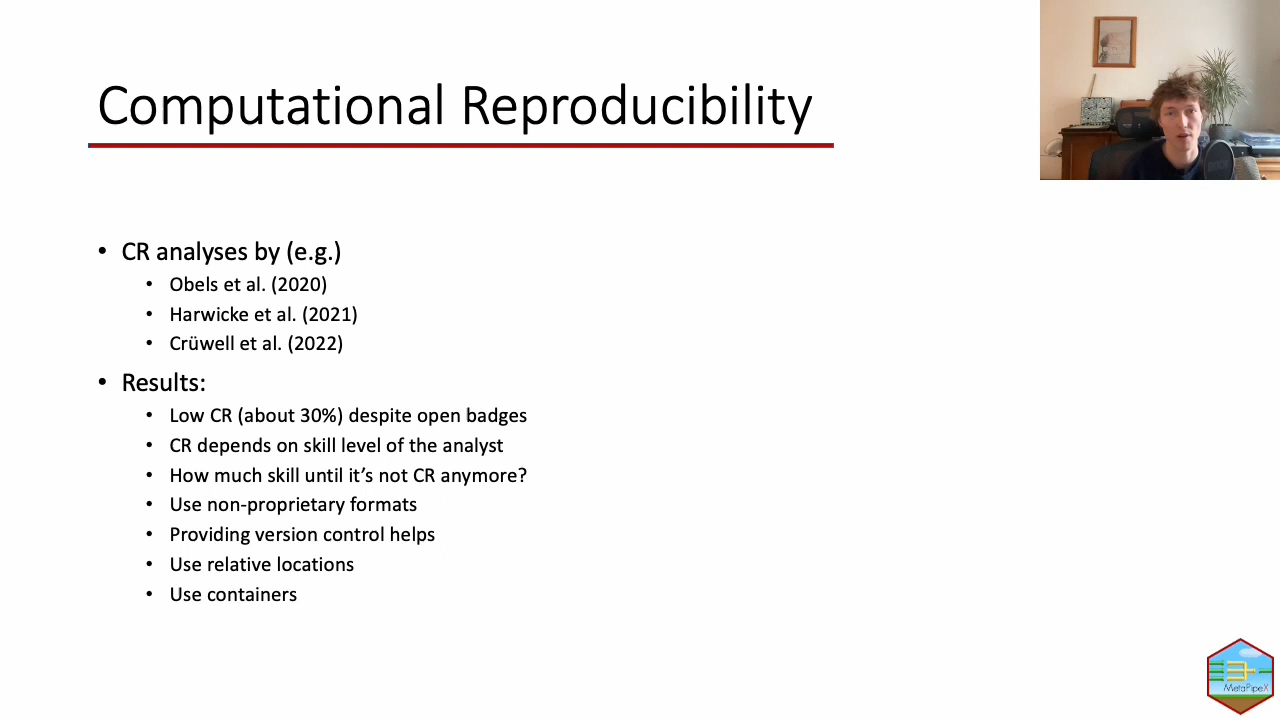 Computational Reproducibility
• CR analyses by (e.g.)
• Obels et al. (2020)
• Harwicke et al. (2021)
• Crüwell et al. (2022)
• Results:
• Low CR (about 30%) despite open badges
• CR depends on skill level of the analyst
• How much skill until it's not CR anymore?
• Use non-proprietary formats
• Providing version control helps
• Use relative locations
• Use containers
MetaPipeX